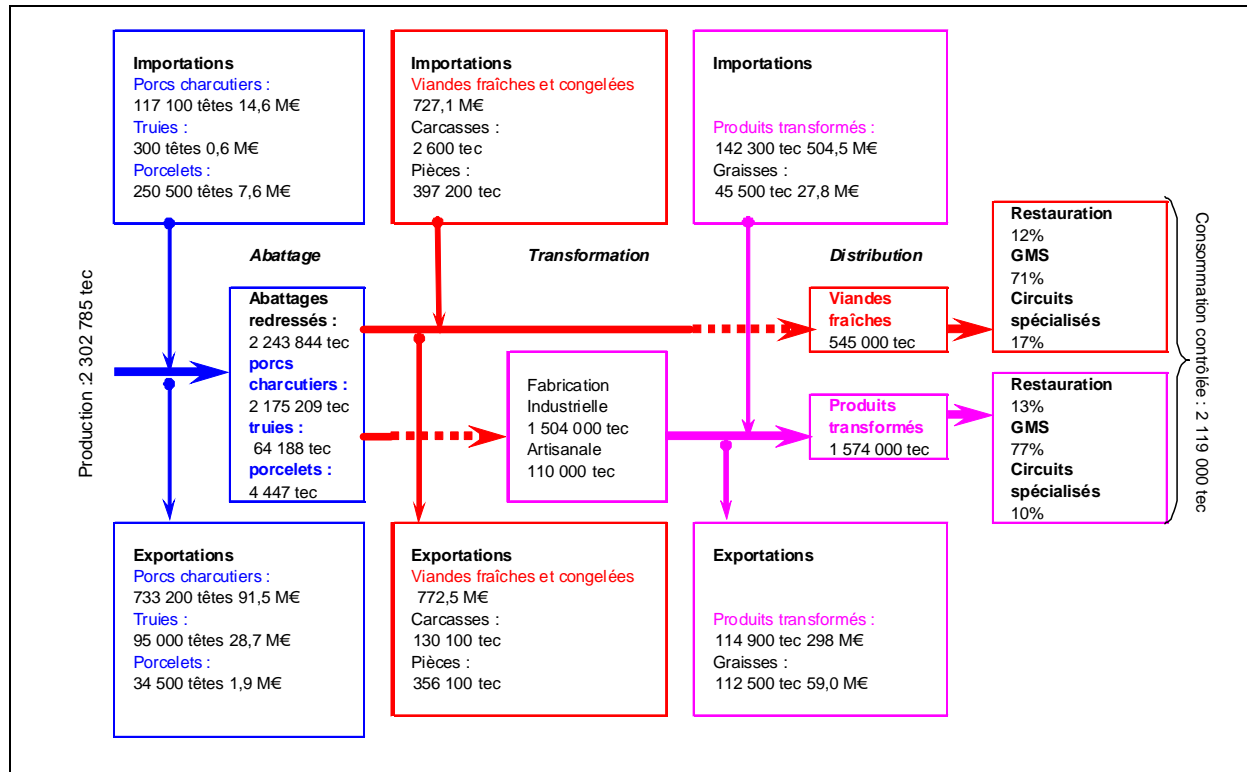 Importations
Porcs charcutiers :
117 100 têtes 14,6 M€
Truies :
300 têtes 0,6 M€
Porcelets :
250 500 têtes 7,6 M€
Importations
Viandes fraîches et congelées
727,1 M€
Carcasses :
2 600 tec
Pièces :
397 200 tec
Importations
Produits transformés :
142 300 tec 504,5 M€
Graisses :
45 500 tec 27,8 M€
Abattage
Transformation
Distribution
Production :2 302 785 tec
Abattages
redressés :
2 243 844 tec
porcs
charcutiers :
2 175 209 tec
truies :
64 188 tec
porcelets :
4 447 tec
Fabrication
Industrielle
1 504 000 tec
Artisanale
110 000 tec
Viandes
fraîches
545 000 tec
Produits
transformés
1 574 000 tec
Restauration
12%
GMS
71%
Circuits
spécialisés
17%
Restauration
13%
GMS
77%
Circuits
spécialisés
10%
Consommation contrôlée : 2 119 000 tec
Exportations
Porcs charcutiers :
733 200 têtes 91,5 M€
Truies :
95 000 têtes 28,7 M€
Porcelets :
34 500 têtes 1,9 M€
Exportations
Viandes fraîches et congelées
772,5 M€
Carcasses :
130 100 tec
Pièces :
356 100 tec
Exportations
Produits transformés :
114 900 tec 298 M€
Graisses :
112 500 tec 59,0 M€